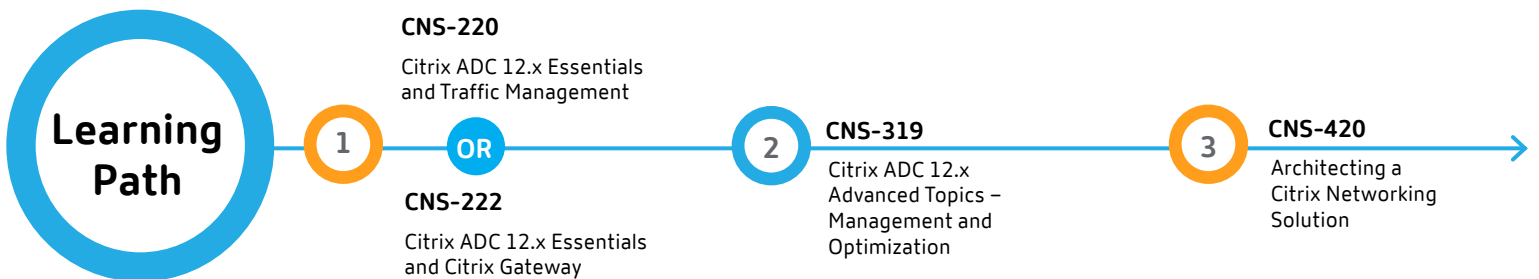 Learning
Path
1
CNS-220
Citrix ADC 12.x Essentials
and Traffic Management
OR
CNS-222
Citrix ADC 12.x Essentials
and Citrix Gateway
2
CNS-319
Citrix ADC 12.x
Advanced Topics –
Management and
Optimization
3
CNS-420
Architecting a
Citrix Networking
Solution